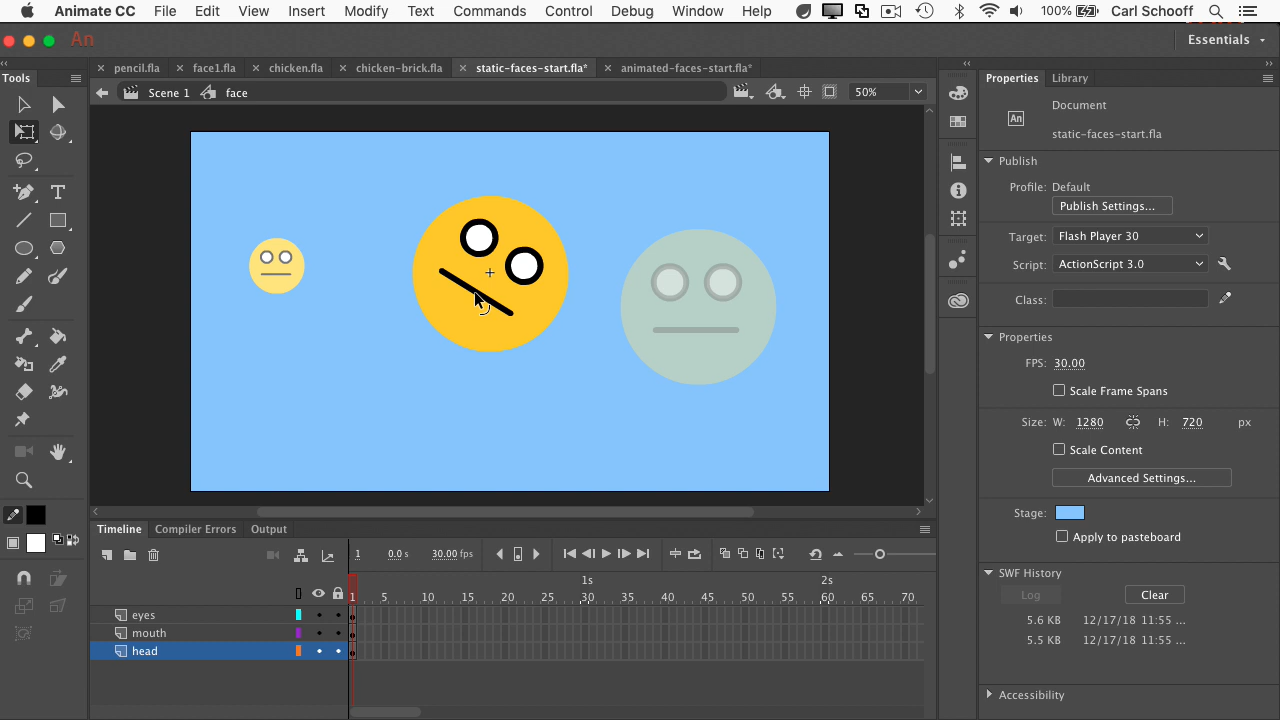 Animate CC File Edit View Insert Modify Text Commands Control Debug Window Help 100% Carl Schooff
An Essentials
Tools
pencil.fla face1.fla chicken.fla chicken-brick.fla static-faces-start.fla* animated-faces-start.fla*
Scene 1 face 50%
Properties Library
An
Document
static-faces-start.fla
Publish
Profile: Default
Publish Settings...
Target: Flash Player 30
Script: ActionScript 3.0
Class:
Properties
FPS: 30.00
Scale Frame Spans
Size: W: 1280 H: 720 px
Scale Content
Advanced Settings...
Stage:
Apply to pasteboard
SWF History
Log Clear
5.6 KB 12/17/18 11:55 ...
5.5 KB 12/17/18 11:55 ...
Accessibility
Timeline Compiler Errors Output
1 0.0 s 30.00 fps
1s 2s
1 5 10 15 20 25 30 35 40 45 50 55 60 65 70
eyes
mouth
head